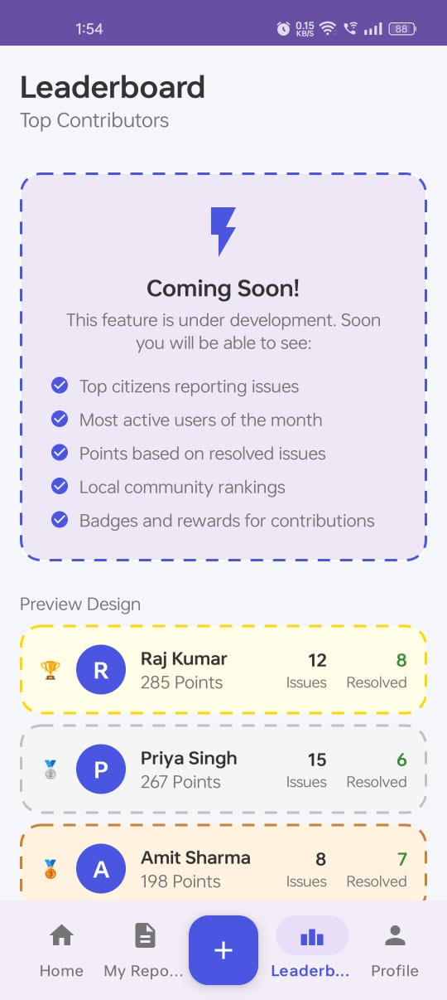 1:54
0.15
KB/S
88
Leaderboard
Top Contributors
Coming Soon!
This feature is under development. Soon
you will be able to see:
Top citizens reporting issues
Most active users of the month
Points based on resolved issues
Local community rankings
Badges and rewards for contributions
Preview Design
R
Raj Kumar
285 Points
12
Issues
8
Resolved
2
P
Priya Singh
267 Points
15
Issues
6
Resolved
3
A
Amit Sharma
198 Points
8
Issues
7
Resolved
+
Home
My Repo...
Leaderb...
Profile